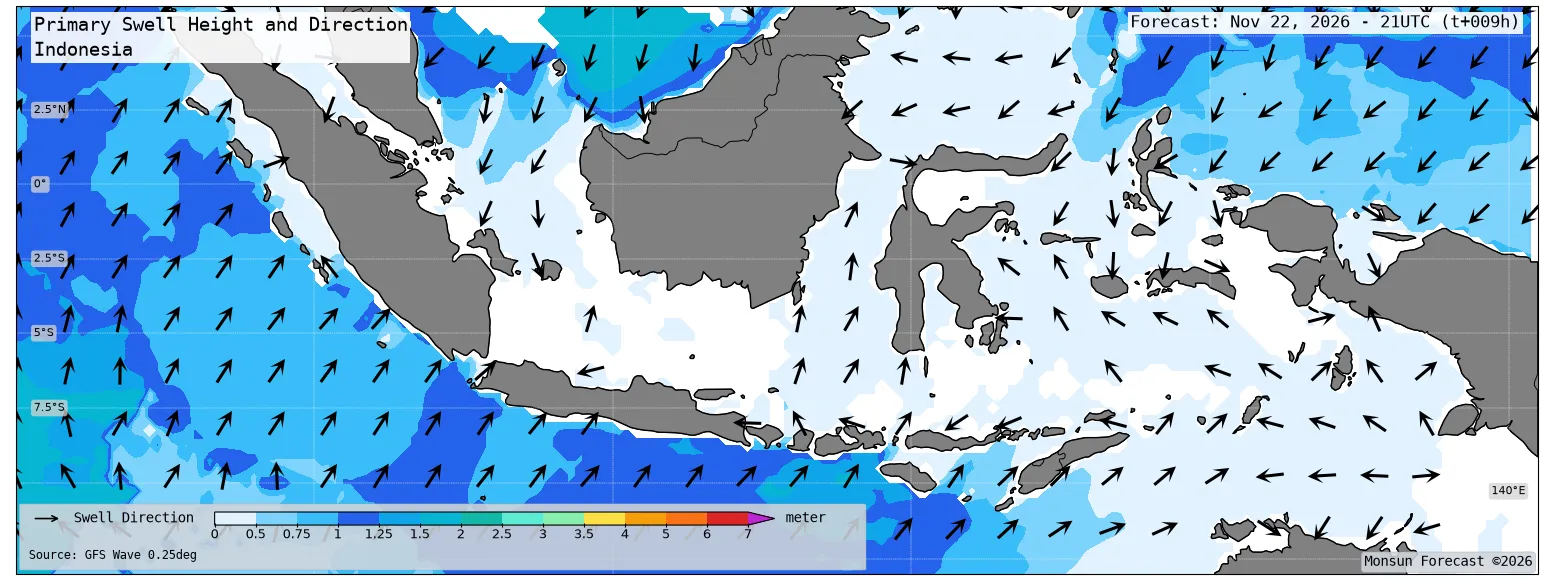 Primary Swell Height and Direction
Indonesia
Forecast: Nov 22, 2026 - 21UTC (t+009h)
2.5°N
0°
2.5°S
5°S
7.5°S
140°E
Swell Direction
0 0.5 0.75 1 1.25 1.5 2 2.5 3 3.5 4 5 6 7
meter
Source: GFS Wave 0.25deg
Monsun Forecast ©2026